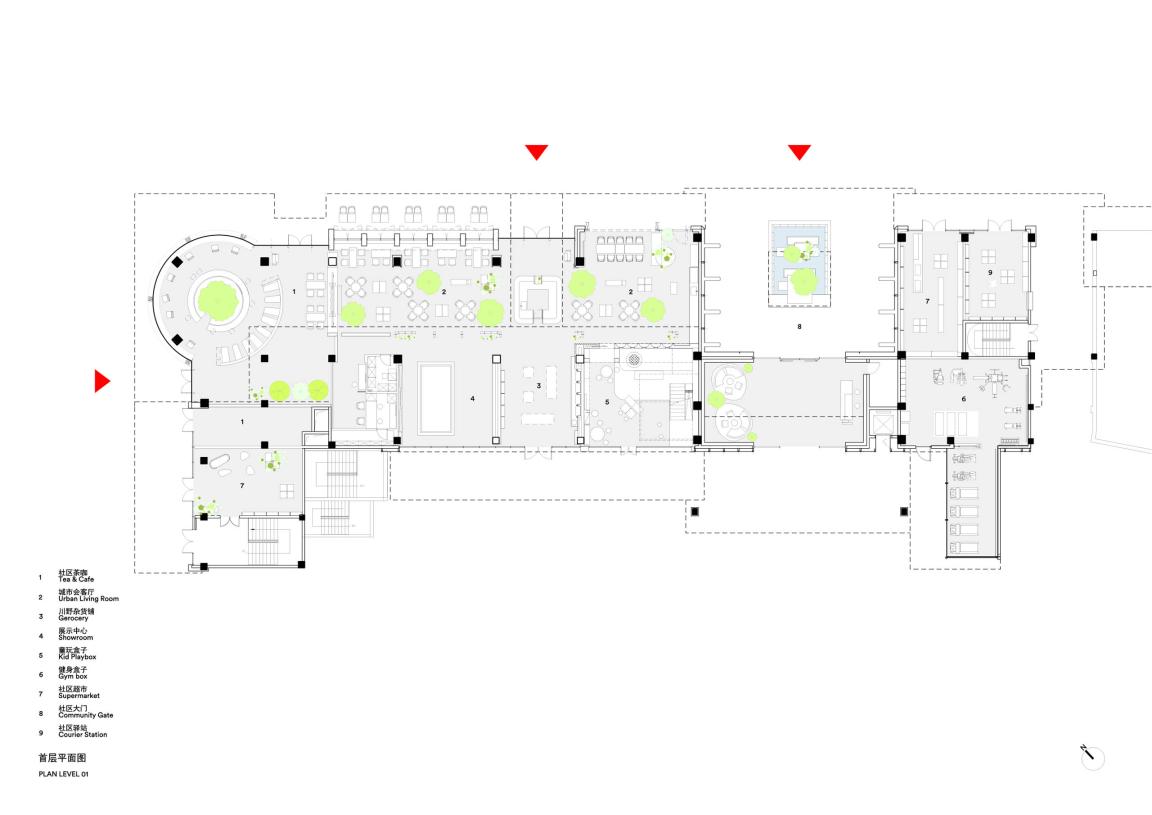 1
9
2
2
7
8
3
4
5
6
1
7
1 社区茶咖
Tea & Cafe
2 城市会客厅
Urban Living Room
3 川野杂货铺
Gerocery
4 展示中心
Showroom
5 童玩盒子
Kid Playbox
6 健身盒子
Gym box
7 社区超市
Supermarket
8 社区大门
Community Gate
9 社区驿站
Courier Station
首层平面图
PLAN LEVEL 01
N